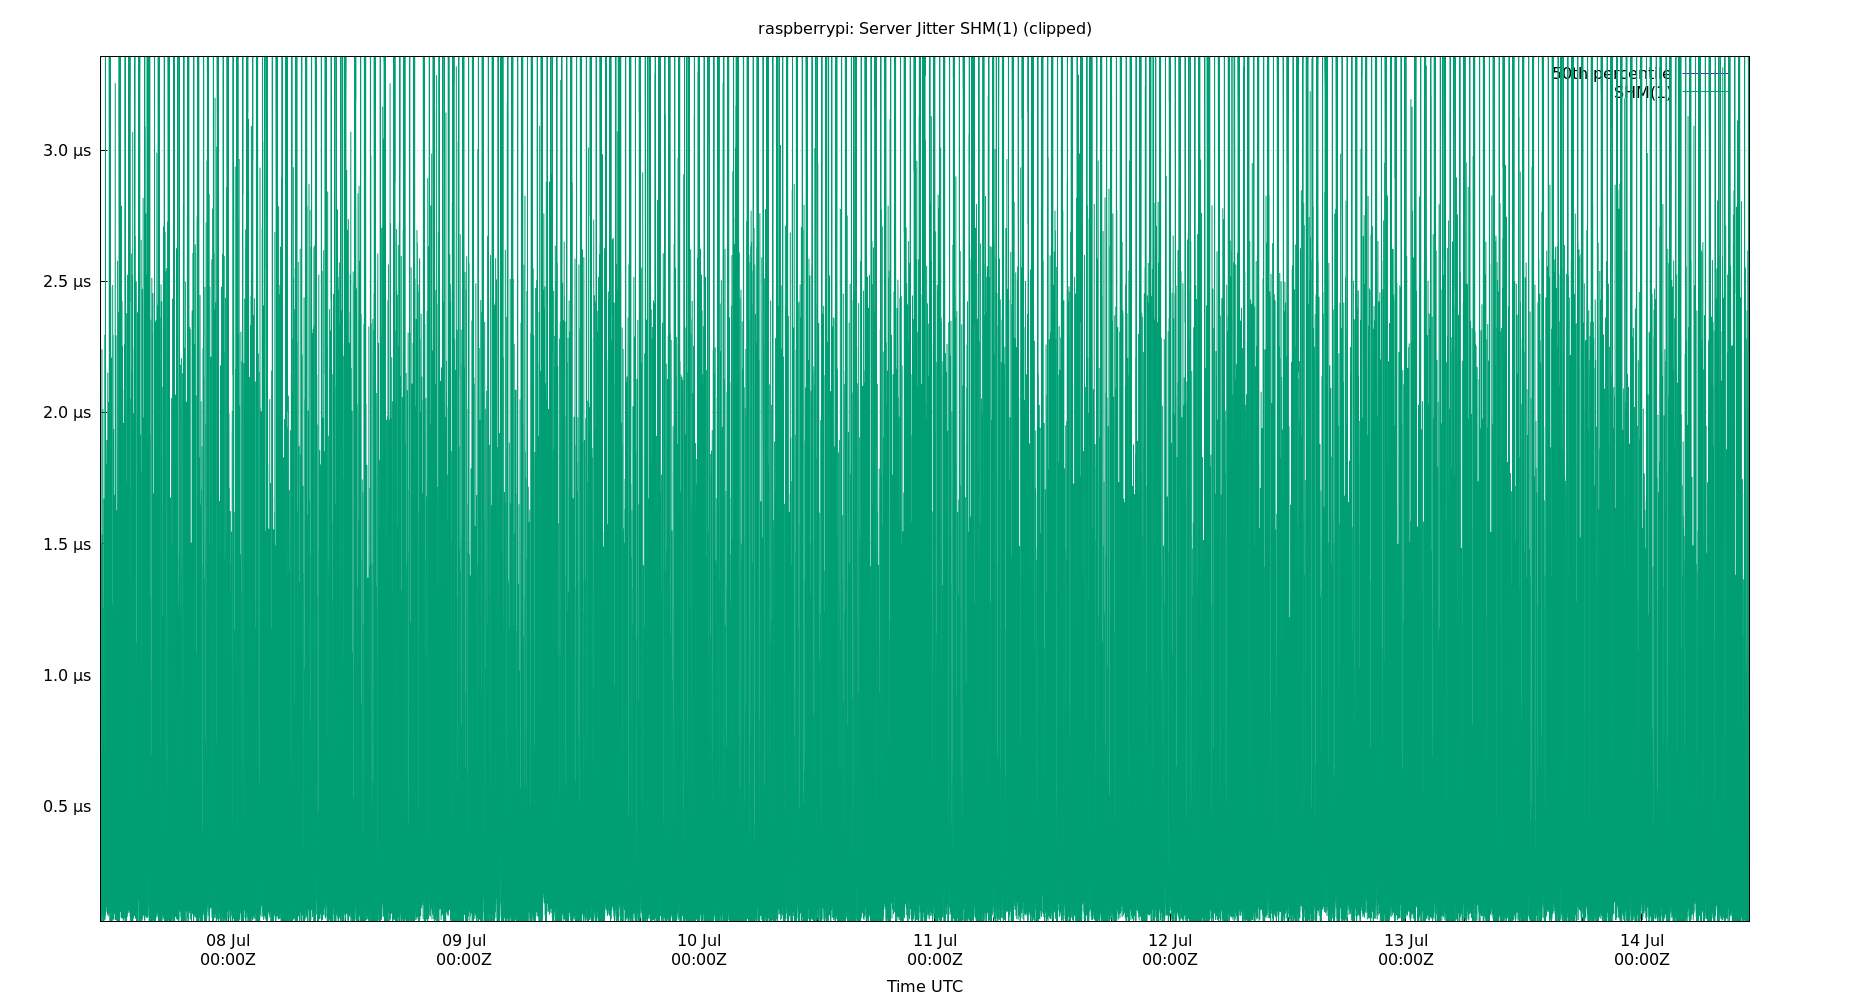 raspberrypi: Server Jitter SHM(1) (clipped)
50th percentile
SHM(1)
3.0 µs
2.5 µs
2.0 µs
1.5 µs
1.0 µs
0.5 µs
08 Jul 09 Jul 10 Jul 11 Jul 12 Jul 13 Jul 14 Jul
00:00Z 00:00Z 00:00Z 00:00Z 00:00Z 00:00Z 00:00Z
Time UTC